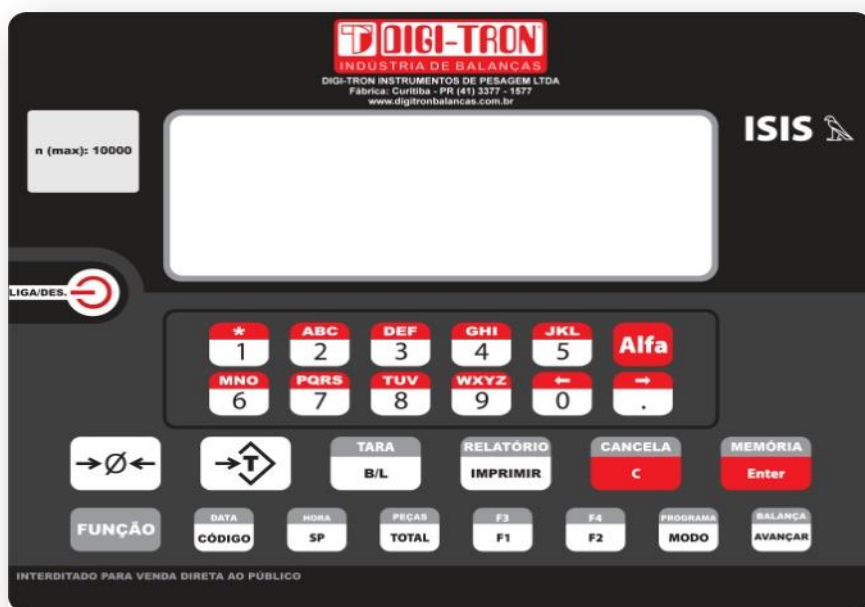 DIGI-TRON
INDÚSTRIA DE BALANÇAS
DIGI-TRON INSTRUMENTOS DE PESAGEM LTDA
Fábrica: Curitiba - PR (41) 3377 - 1577
www.digitronbalancas.com.br
n (max): 10000
ISIS
LIGA/DES.
* ABC DEF GHI JKL
1 2 3 4 5 Alfa
MNO PQRS TUV WXYZ ← →
6 7 8 9 0 .
TARA RELATÓRIO CANCELA MEMÓRIA
→Ø← →T← B/L IMPRIMIR C Enter
DATA HORA PEÇAS F3 F4 PROGRAMA BALANÇA
FUNÇÃO CÓDIGO SP TOTAL F1 F2 MODO AVANÇAR
INTERDITADO PARA VENDA DIRETA AO PÚBLICO